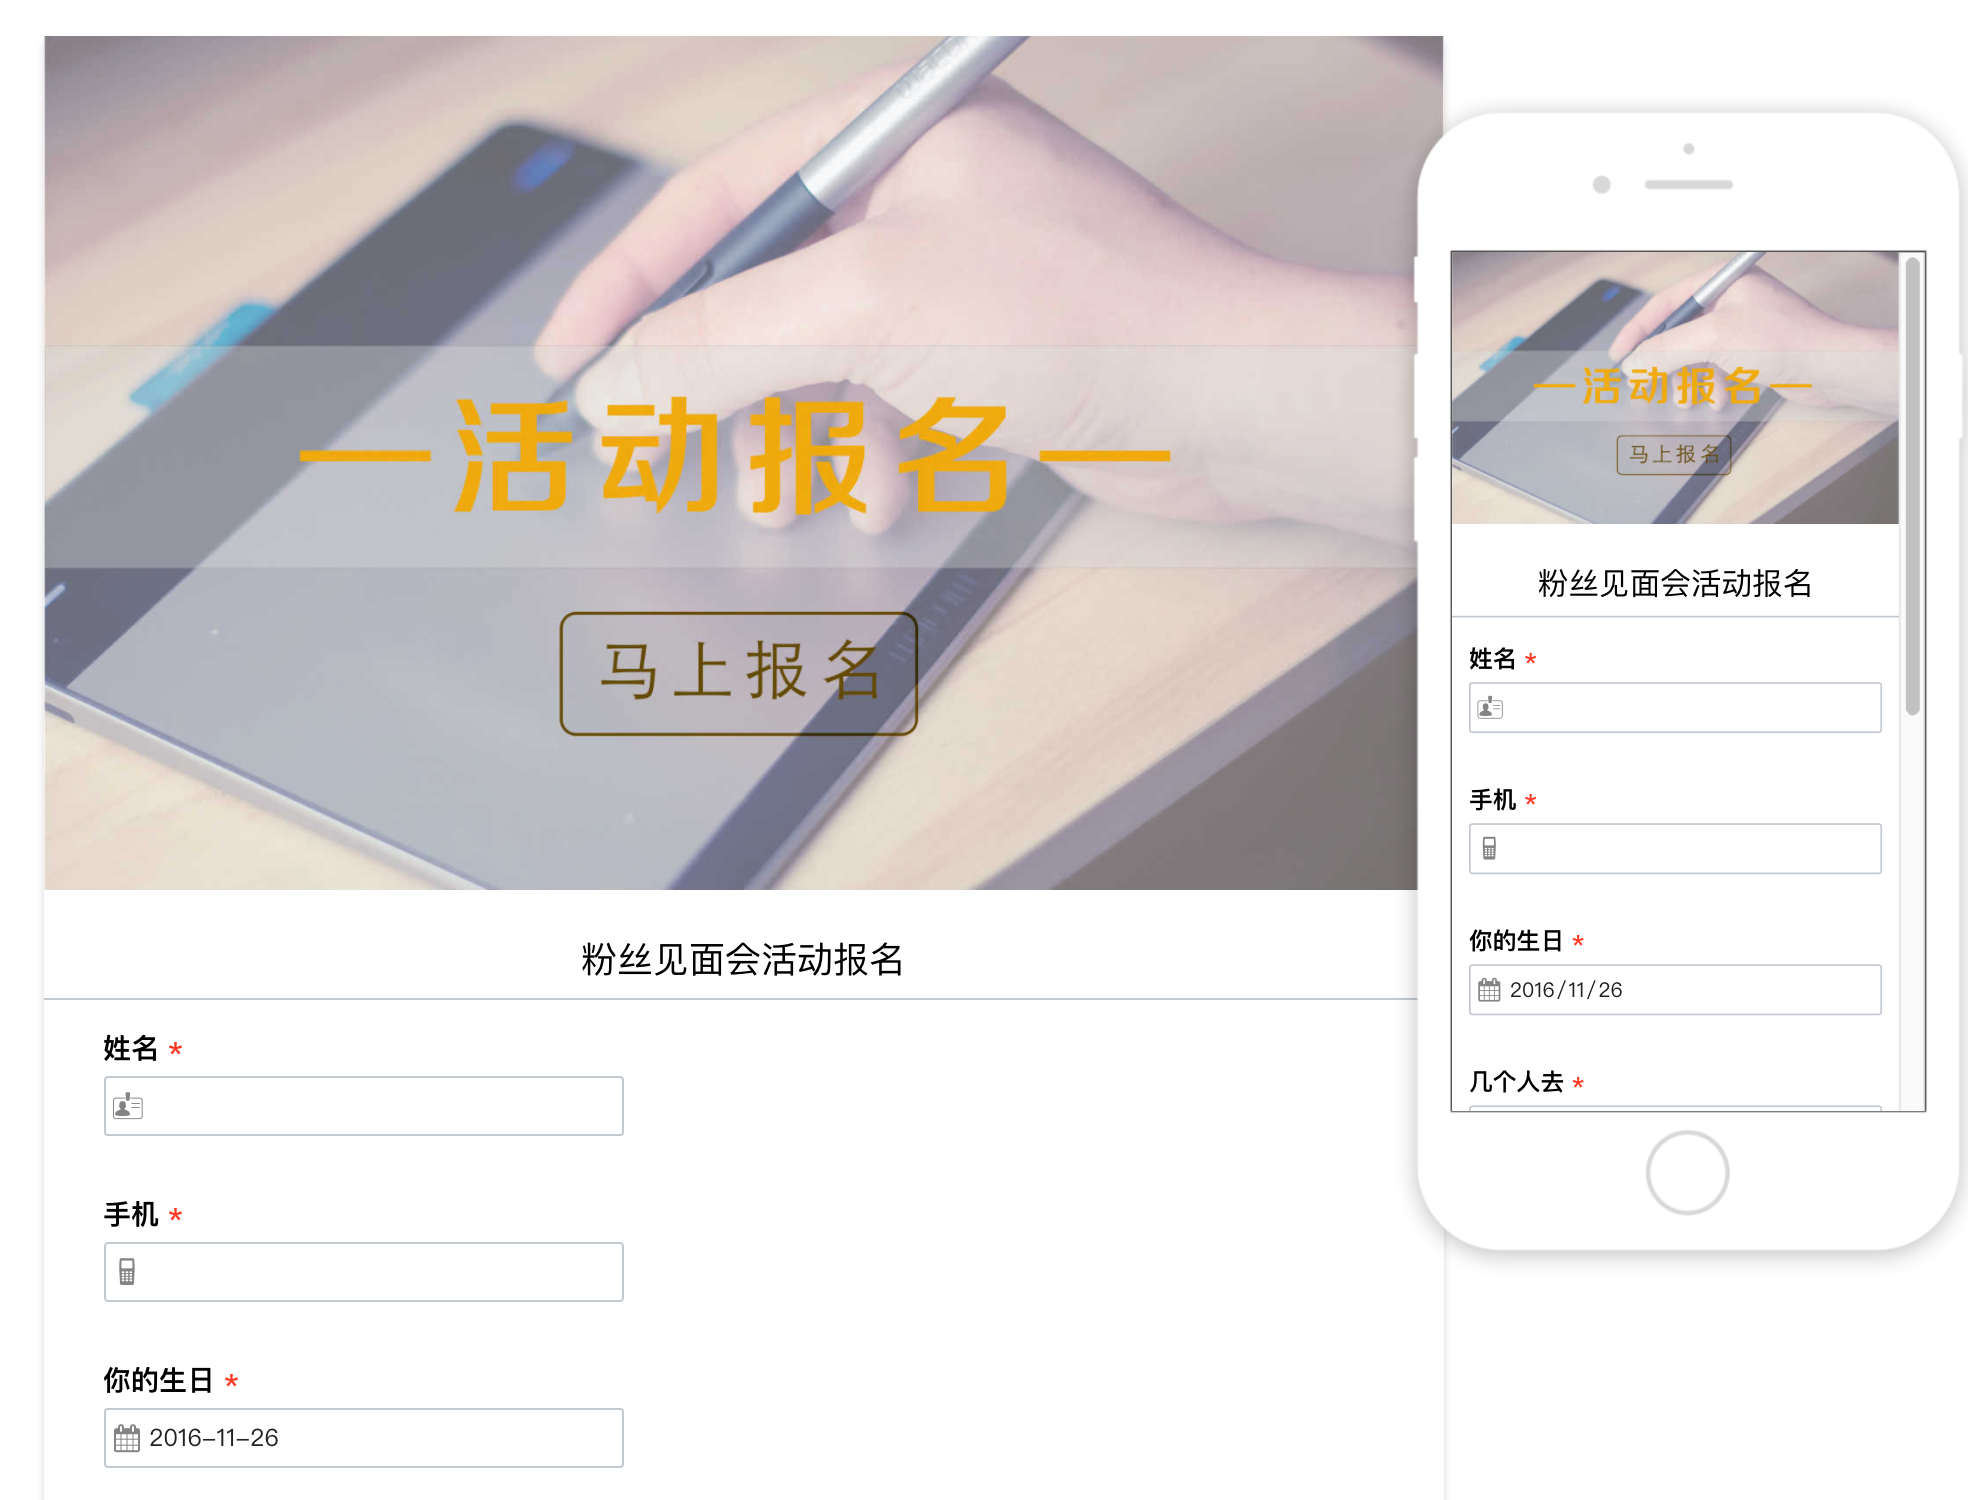 —活动报名—
马上报名
粉丝见面会活动报名
姓名 *
手机 *
你的生日 *
2016-11-26
—活动报名—
马上报名
粉丝见面会活动报名
姓名 *
手机 *
你的生日 *
2016/11/26
几个人去 *